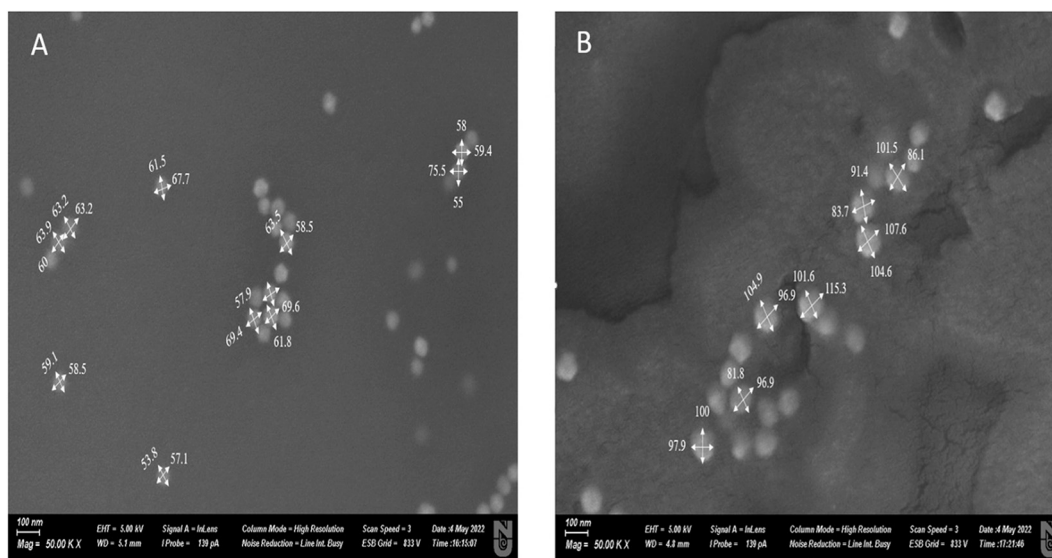 A
58
59.4
75.5
55
61.5
67.7
63.2
63.2
63.9
60
63.5
58.5
57.9
69.6
69.4
61.8
59.1
58.5
53.8
57.1
100 nm
Mag = 50.00 K X
EHT = 5.00 kV
WD = 5.1 mm
Signal A = InLens
I Probe = 139 pA
Column Mode = High Resolution
Noise Reduction = Line Int. Busy
Scan Speed = 3
ESB Grid = 833 V
Date :4 May 2022
Time :16:15:07
B
101.5
86.1
91.4
83.7
107.6
104.6
101.6
104.9
96.9
115.3
81.8
96.9
100
97.9
100 nm
Mag = 50.00 K X
EHT = 5.00 kV
WD = 4.8 mm
Signal A = InLens
I Probe = 139 pA
Column Mode = High Resolution
Noise Reduction = Line Int. Busy
Scan Speed = 3
ESB Grid = 833 V
Date :4 May 2022
Time :17:21:46